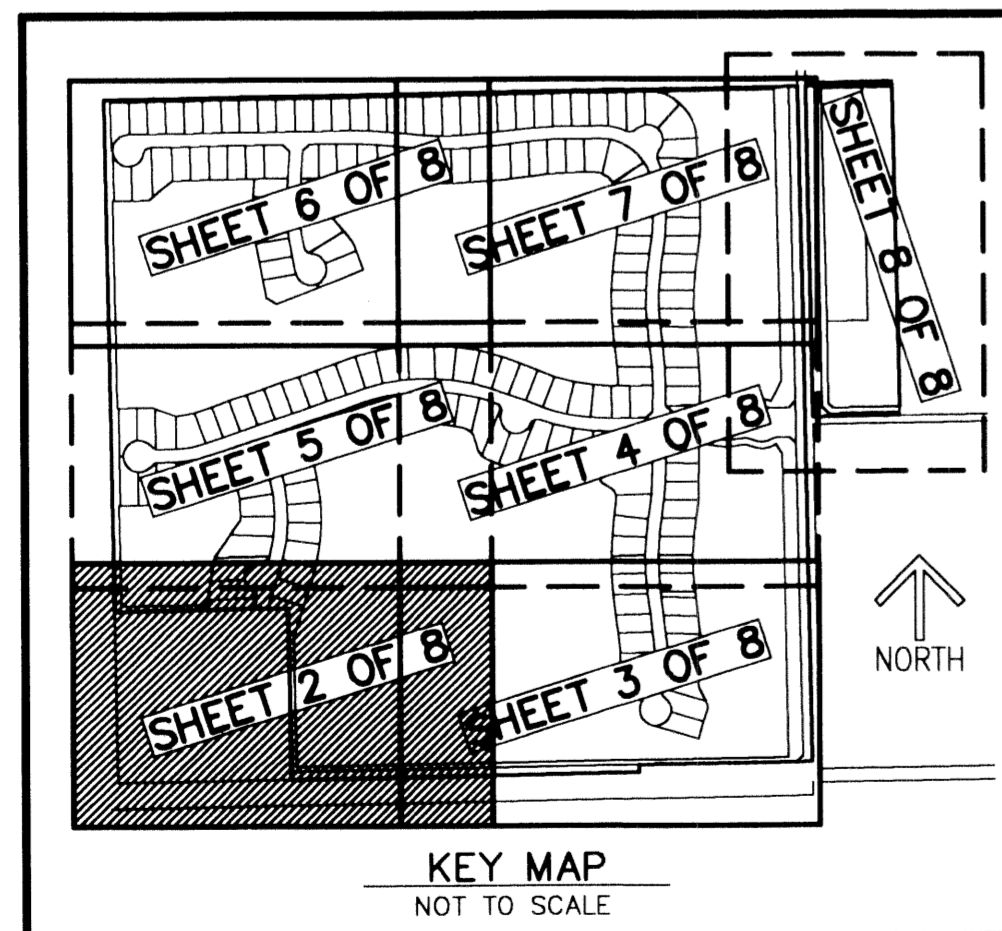 SHEET 6 OF 8
SHEET 7 OF 8
SHEET 8 OF 8
SHEET 5 OF 8
SHEET 4 OF 8
SHEET 2 OF 8
SHEET 3 OF 8
NORTH
KEY MAP
NOT TO SCALE